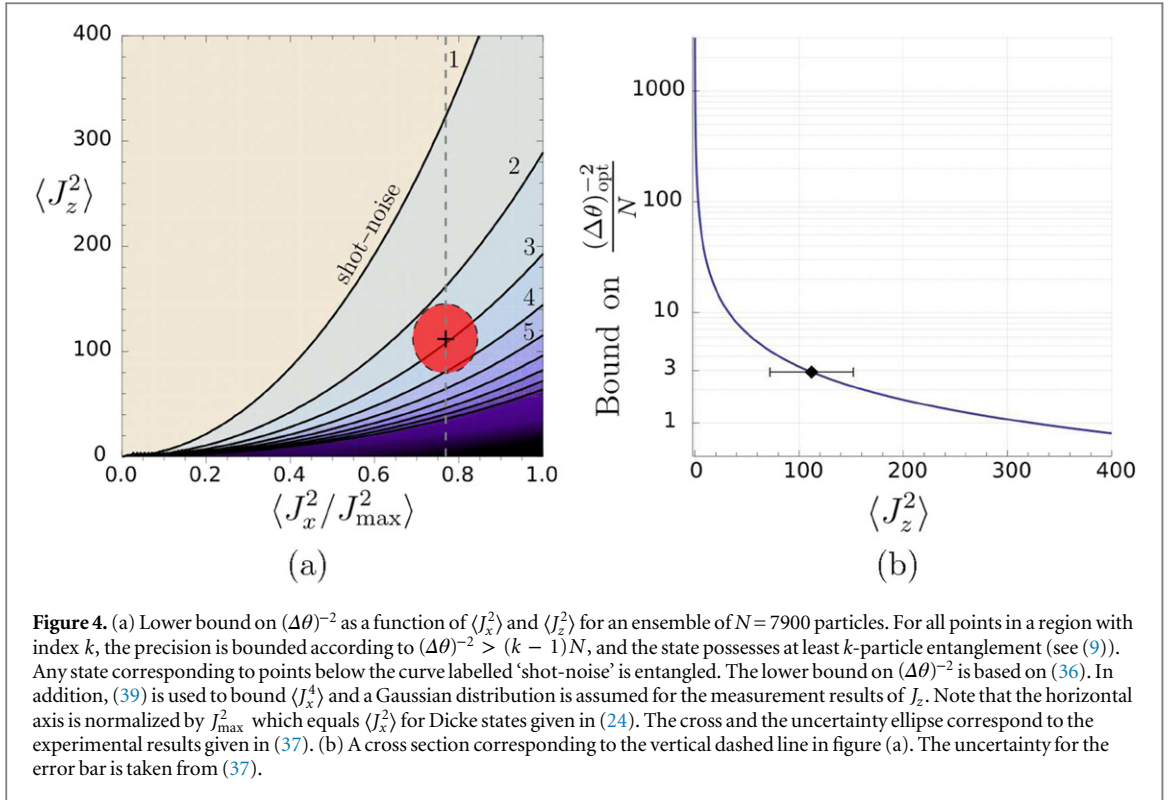 400
300
200
100
0
⟨J_z^2⟩
shot–noise
1
2
3
4
5
0.0 0.2 0.4 0.6 0.8 1.0
⟨J_x^2/J_max^2⟩
(a)
1000
100
10
3
1
Bound on (Δθ)_opt^−2 / N
0 100 200 300 400
⟨J_z^2⟩
(b)
Figure 4. (a) Lower bound on (Δθ)^−2 as a function of ⟨J_x^2⟩ and ⟨J_z^2⟩ for an ensemble of N = 7900 particles. For all points in a region with
index k, the precision is bounded according to (Δθ)^−2 > (k − 1)N, and the state possesses at least k-particle entanglement (see (9)).
Any state corresponding to points below the curve labelled ‘shot-noise’ is entangled. The lower bound on (Δθ)^−2 is based on (36). In
addition, (39) is used to bound ⟨J_x^4⟩ and a Gaussian distribution is assumed for the measurement results of J_z. Note that the horizontal
axis is normalized by J_max^2 which equals ⟨J_x^2⟩ for Dicke states given in (24). The cross and the uncertainty ellipse correspond to the
experimental results given in (37). (b) A cross section corresponding to the vertical dashed line in figure (a). The uncertainty for the
error bar is taken from (37).